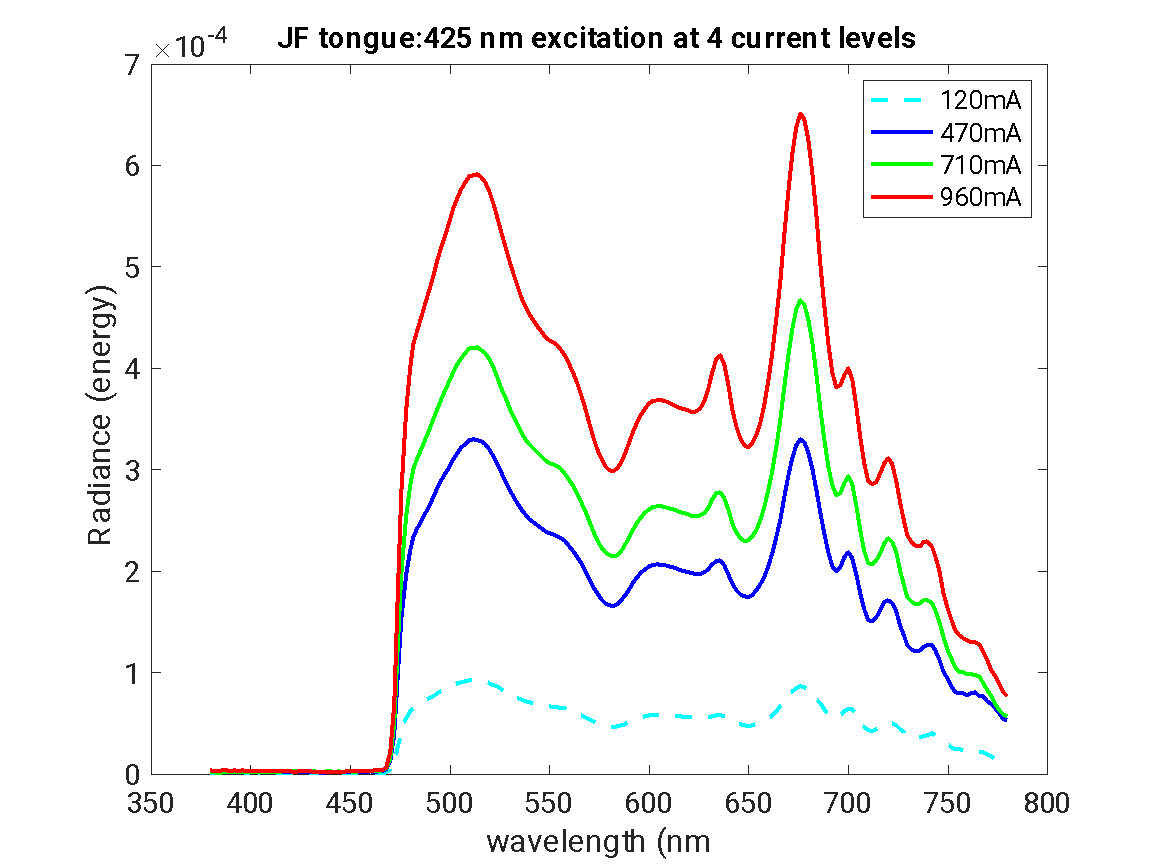 JF tongue:425 nm excitation at 4 current levels
×10-4
7
6
5
4
3
2
1
0
Radiance (energy)
120mA
470mA
710mA
960mA
350 400 450 500 550 600 650 700 750 800
wavelength (nm